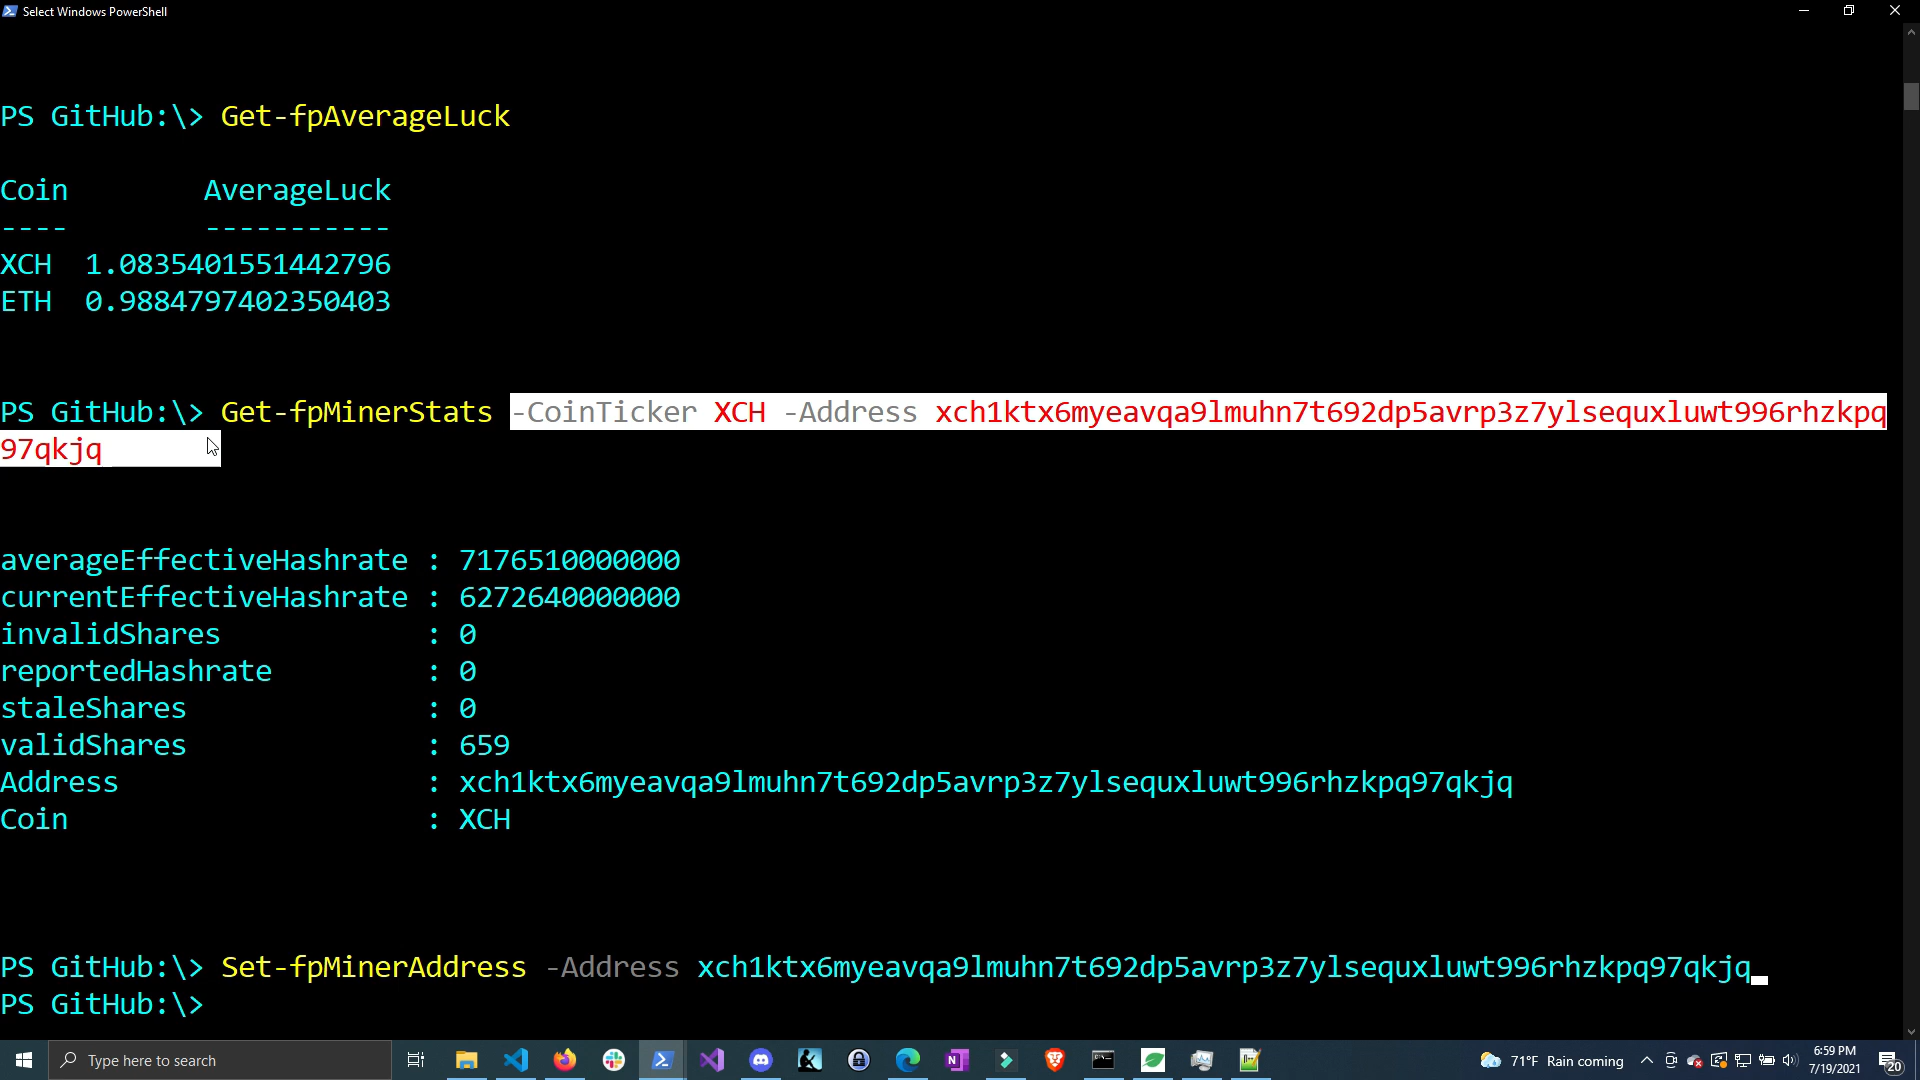 Select Windows PowerShell
PS GitHub:\> Get-fpAverageLuck
Coin        AverageLuck
----        -----------
XCH  1.0835401551442796
ETH  0.9884797402350403
PS GitHub:\> Get-fpMinerStats -CoinTicker XCH -Address xch1ktx6myeavqa9lmuhn7t692dp5avrp3z7ylsequxluwt996rhzkpq
97qkjq
averageEffectiveHashrate : 7176510000000
currentEffectiveHashrate : 6272640000000
invalidShares            : 0
reportedHashrate         : 0
staleShares              : 0
validShares              : 659
Address                  : xch1ktx6myeavqa9lmuhn7t692dp5avrp3z7ylsequxluwt996rhzkpq97qkjq
Coin                     : XCH
PS GitHub:\> Set-fpMinerAddress -Address xch1ktx6myeavqa9lmuhn7t692dp5avrp3z7ylsequxluwt996rhzkpq97qkjq
PS GitHub:\>
Type here to search
71°F Rain coming
6:59 PM
7/19/2021
20